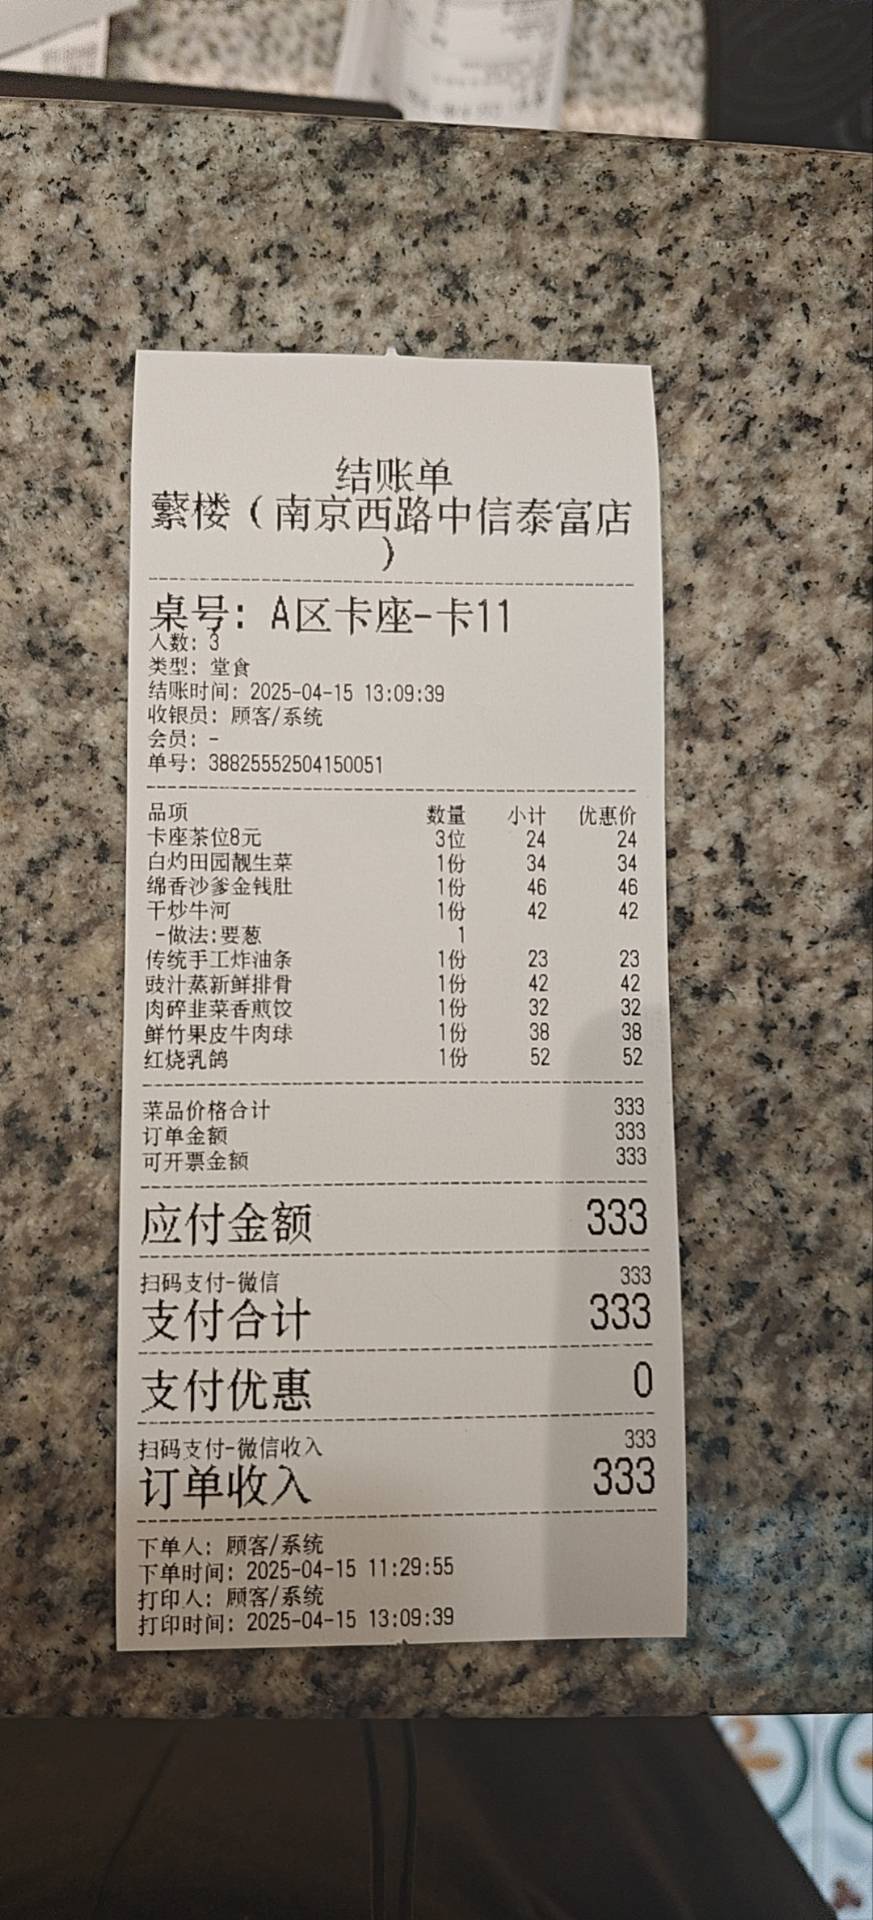 结账单
蘩楼（南京西路中信泰富店
）
桌号: A区卡座-卡11
人数: 3
类型: 堂食
结账时间: 2025-04-15 13:09:39
收银员: 顾客/系统
会员: -
单号: 38825552504150051
品项 数量 小计 优惠价
卡座茶位8元 3位 24 24
白灼田园靓生菜 1份 34 34
绵香沙爹金钱肚 1份 46 46
干炒牛河 1份 42 42
-做法:要葱 1
传统手工炸油条 1份 23 23
豉汁蒸新鲜排骨 1份 42 42
肉碎韭菜香煎饺 1份 32 32
鲜竹果皮牛肉球 1份 38 38
红烧乳鸽 1份 52 52
菜品价格合计 333
订单金额 333
可开票金额 333
应付金额 333
扫码支付-微信 333
支付合计 333
支付优惠 0
扫码支付-微信收入 333
订单收入 333
下单人: 顾客/系统
下单时间: 2025-04-15 11:29:55
打印人: 顾客/系统
打印时间: 2025-04-15 13:09:39